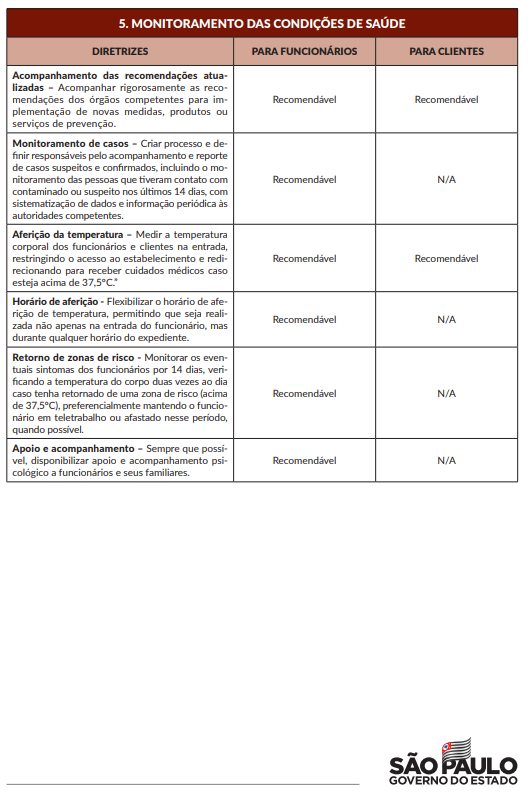 5. MONITORAMENTO DAS CONDIÇÕES DE SAÚDE
DIRETRIZES
PARA FUNCIONÁRIOS
PARA CLIENTES
Acompanhamento das recomendações atua-
lizadas – Acompanhar rigorosamente as reco-
mendações dos órgãos competentes para im-
plementação de novas medidas, produtos ou
serviços de prevenção.
Recomendável
Recomendável
Monitoramento de casos – Criar processo e de-
finir responsáveis pelo acompanhamento e reporte
de casos suspeitos e confirmados, incluindo o mo-
nitoramento das pessoas que tiveram contato com
contaminado ou suspeito nos últimos 14 dias, com
sistematização de dados e informação periódica às
autoridades competentes.
Recomendável
N/A
Aferição da temperatura – Medir a temperatura
corporal dos funcionários e clientes na entrada,
restringindo o acesso ao estabelecimento e redi-
recionando para receber cuidados médicos caso
esteja acima de 37,5°C.”
Recomendável
Recomendável
Horário de aferição - Flexibilizar o horário de afe-
rição de temperatura, permitindo que seja reali-
zada não apenas na entrada do funcionário, mas
durante qualquer horário do expediente.
Recomendável
N/A
Retorno de zonas de risco - Monitorar os even-
tuais sintomas dos funcionários por 14 dias, veri-
ficando a temperatura do corpo duas vezes ao dia
caso tenha retornado de uma zona de risco (acima
de 37,5°C), preferencialmente mantendo o funcio-
nário em teletrabalho ou afastado nesse período,
quando possível.
Recomendável
N/A
Apoio e acompanhamento – Sempre que possí-
vel, disponibilizar apoio e acompanhamento psi-
cológico a funcionários e seus familiares.
Recomendável
N/A
SÃO PAULO
GOVERNO DO ESTADO